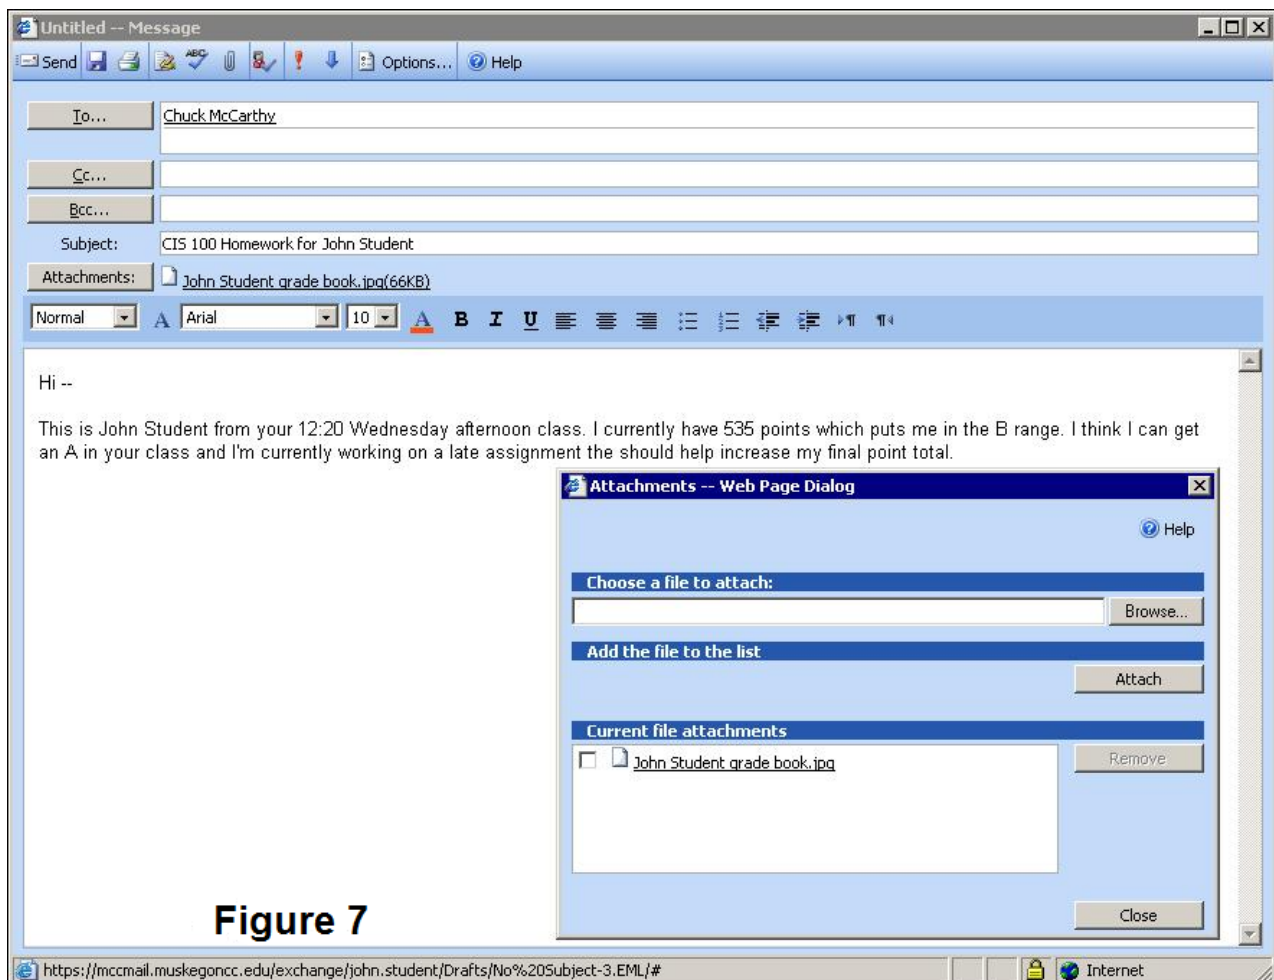 Untitled -- Message
Send ABC Options... Help
To... Chuck McCarthy
Cc...
Bcc...
Subject: CIS 100 Homework for John Student
Attachments: John Student grade book.jpg(66KB)
Normal A Arial 10 A B I U
Hi --
This is John Student from your 12:20 Wednesday afternoon class. I currently have 535 points which puts me in the B range. I think I can get
an A in your class and I'm currently working on a late assignment the should help increase my final point total.
Attachments -- Web Page Dialog
Help
Choose a file to attach:
Browse...
Add the file to the list
Attach
Current file attachments
John Student grade book.jpg
Remove
Close
Figure 7
https://mccmail.muskegoncc.edu/exchange/john.student/Drafts/No%20Subject-3.EML/# Internet